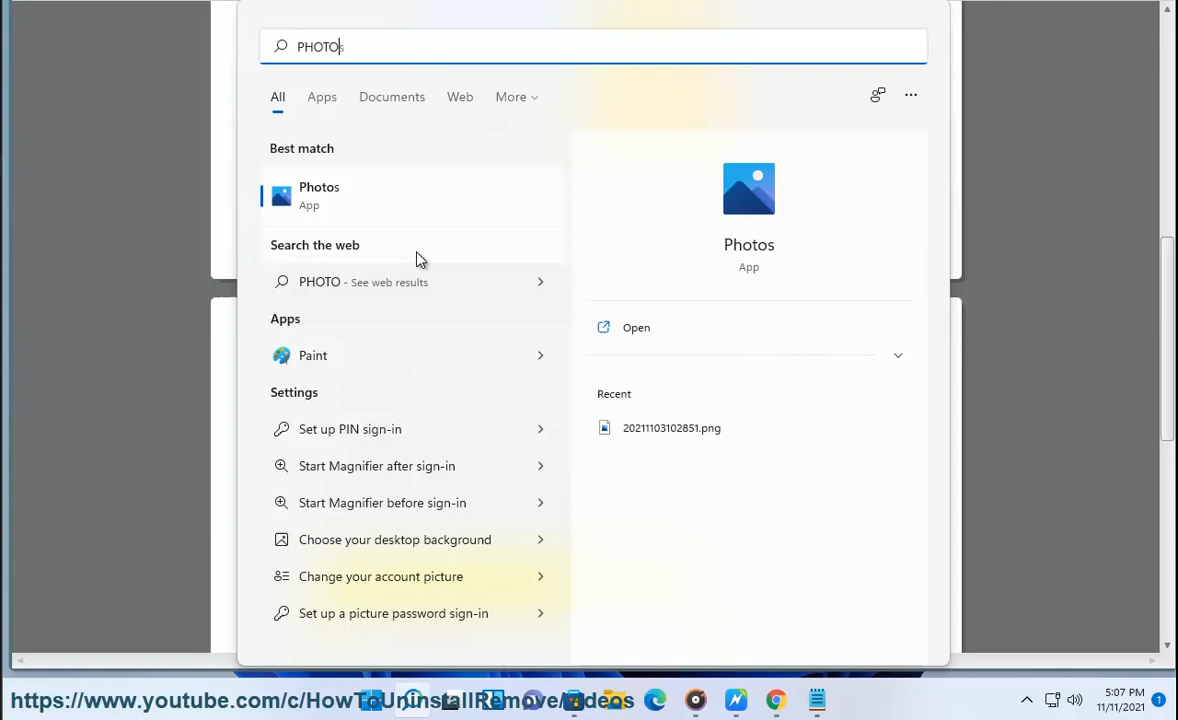 PHOTOs
All Apps Documents Web More
Best match
Photos
App
Search the web
PHOTO - See web results
Apps
Paint
Settings
Set up PIN sign-in
Start Magnifier after sign-in
Start Magnifier before sign-in
Choose your desktop background
Change your account picture
Set up a picture password sign-in
Photos
App
Open
Recent
20211103102851.png
https://www.youtube.com/c/HowToUninstallRemove/videos
5:07 PM
11/11/2021
1